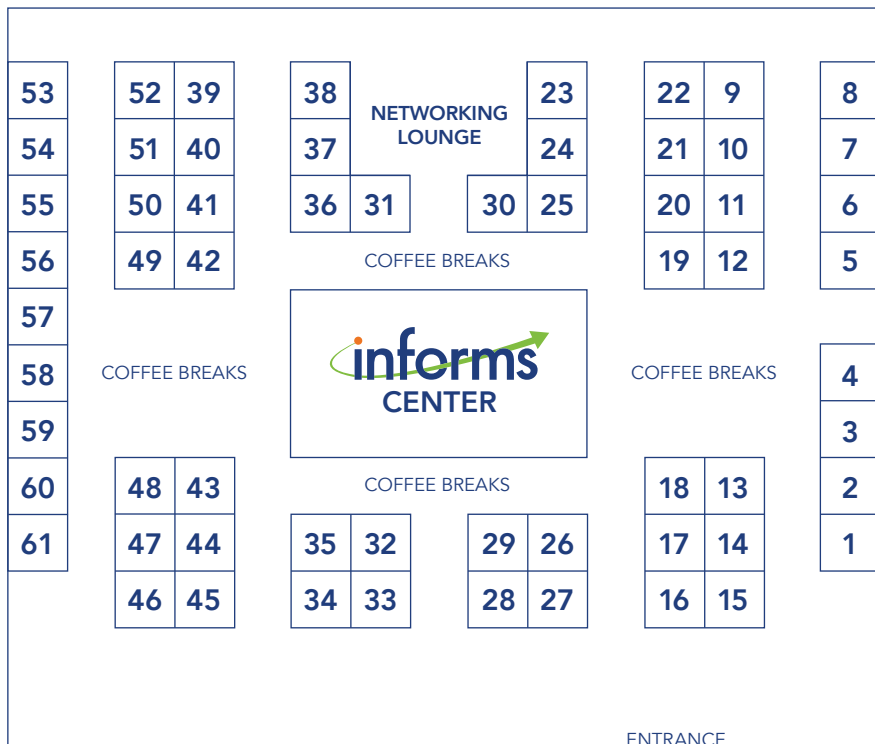 53 52 39 38 23 22 9 8
NETWORKING
LOUNGE
54 51 40 37 24 21 10 7
55 50 41 36 31 30 25 20 11 6
56 49 42 COFFEE BREAKS 19 12 5
57
informs
58 COFFEE BREAKS COFFEE BREAKS 4
CENTER
59 3
60 48 43 COFFEE BREAKS 18 13 2
61 47 44 35 32 29 26 17 14 1
46 45 34 33 28 27 16 15
ENTRANCE